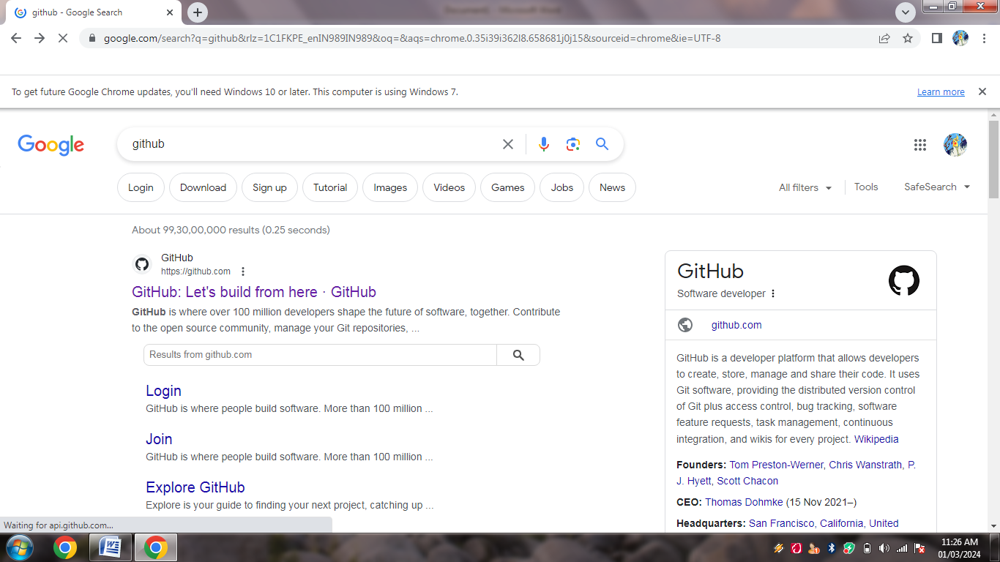 github - Google Search
Document1 - Microsoft Word
google.com/search?q=github&rlz=1C1FKPE_enIN989IN989&oq=&aqs=chrome.0.35i39i362l8.658681j0j15&sourceid=chrome&ie=UTF-8
To get future Google Chrome updates, you'll need Windows 10 or later. This computer is using Windows 7.
Learn more
Google
github
Login Download Sign up Tutorial Images Videos Games Jobs News
All filters Tools SafeSearch
About 99,30,00,000 results (0.25 seconds)
GitHub
https://github.com
GitHub: Let's build from here · GitHub
GitHub is where over 100 million developers shape the future of software, together. Contribute
to the open source community, manage your Git repositories, ...
Results from github.com
Login
GitHub is where people build software. More than 100 million ...
Join
GitHub is where people build software. More than 100 million ...
Explore GitHub
Explore is your guide to finding your next project, catching up ...
GitHub
Software developer
github.com
GitHub is a developer platform that allows developers
to create, store, manage and share their code. It uses
Git software, providing the distributed version control
of Git plus access control, bug tracking, software
feature requests, task management, continuous
integration, and wikis for every project. Wikipedia
Founders: Tom Preston-Werner, Chris Wanstrath, P.
J. Hyett, Scott Chacon
CEO: Thomas Dohmke (15 Nov 2021–)
Headquarters: San Francisco, California, United
Waiting for api.github.com...
11:26 AM
01/03/2024